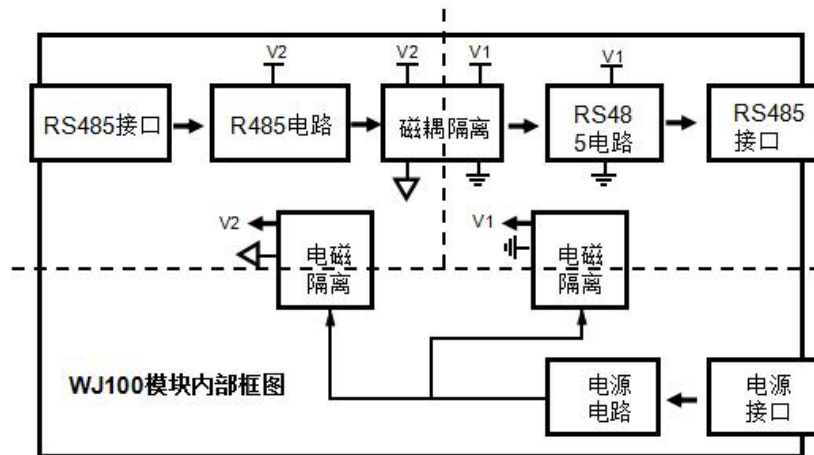 V2
V2
V1
V1
RS485接口
R485电路
磁耦隔离
RS48
5电路
RS485
接口
V2
电磁
隔离
V1
电磁
隔离
WJ100模块内部框图
电源
电路
电源
接口